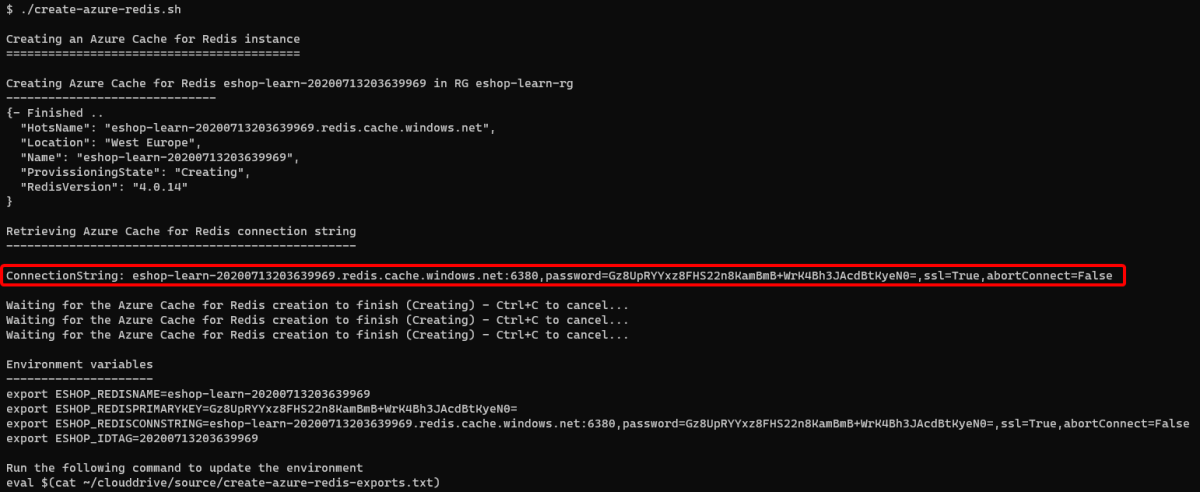 $ ./create-azure-redis.sh
Creating an Azure Cache for Redis instance
==========================================
Creating Azure Cache for Redis eshop-learn-20200713203639969 in RG eshop-learn-rg
------------------------------
{- Finished ..
  "HotsName": "eshop-learn-20200713203639969.redis.cache.windows.net",
  "Location": "West Europe",
  "Name": "eshop-learn-20200713203639969",
  "ProvisioningState": "Creating",
  "RedisVersion": "4.0.14"
}
Retrieving Azure Cache for Redis connection string
--------------------------------------------------
ConnectionString: eshop-learn-20200713203639969.redis.cache.windows.net:6380,password=Gz8UpRYYxz8FHS22n8KamBmB+WrK4Bh3JAcdBtKyeN0=,ssl=True,abortConnect=False
Waiting for the Azure Cache for Redis creation to finish (Creating) - Ctrl+C to cancel...
Waiting for the Azure Cache for Redis creation to finish (Creating) - Ctrl+C to cancel...
Waiting for the Azure Cache for Redis creation to finish (Creating) - Ctrl+C to cancel...
Environment variables
---------------------
export ESHOP_REDISNAME=eshop-learn-20200713203639969
export ESHOP_REDISPRIMARYKEY=Gz8UpRYYxz8FHS22n8KamBmB+WrK4Bh3JAcdBtKyeN0=
export ESHOP_REDISCONNSTRING=eshop-learn-20200713203639969.redis.cache.windows.net:6380,password=Gz8UpRYYxz8FHS22n8KamBmB+WrK4Bh3JAcdBtKyeN0=,ssl=True,abortConnect=False
export ESHOP_IDTAG=20200713203639969
Run the following command to update the environment
eval $(cat ~/clouddrive/source/create-azure-redis-exports.txt)